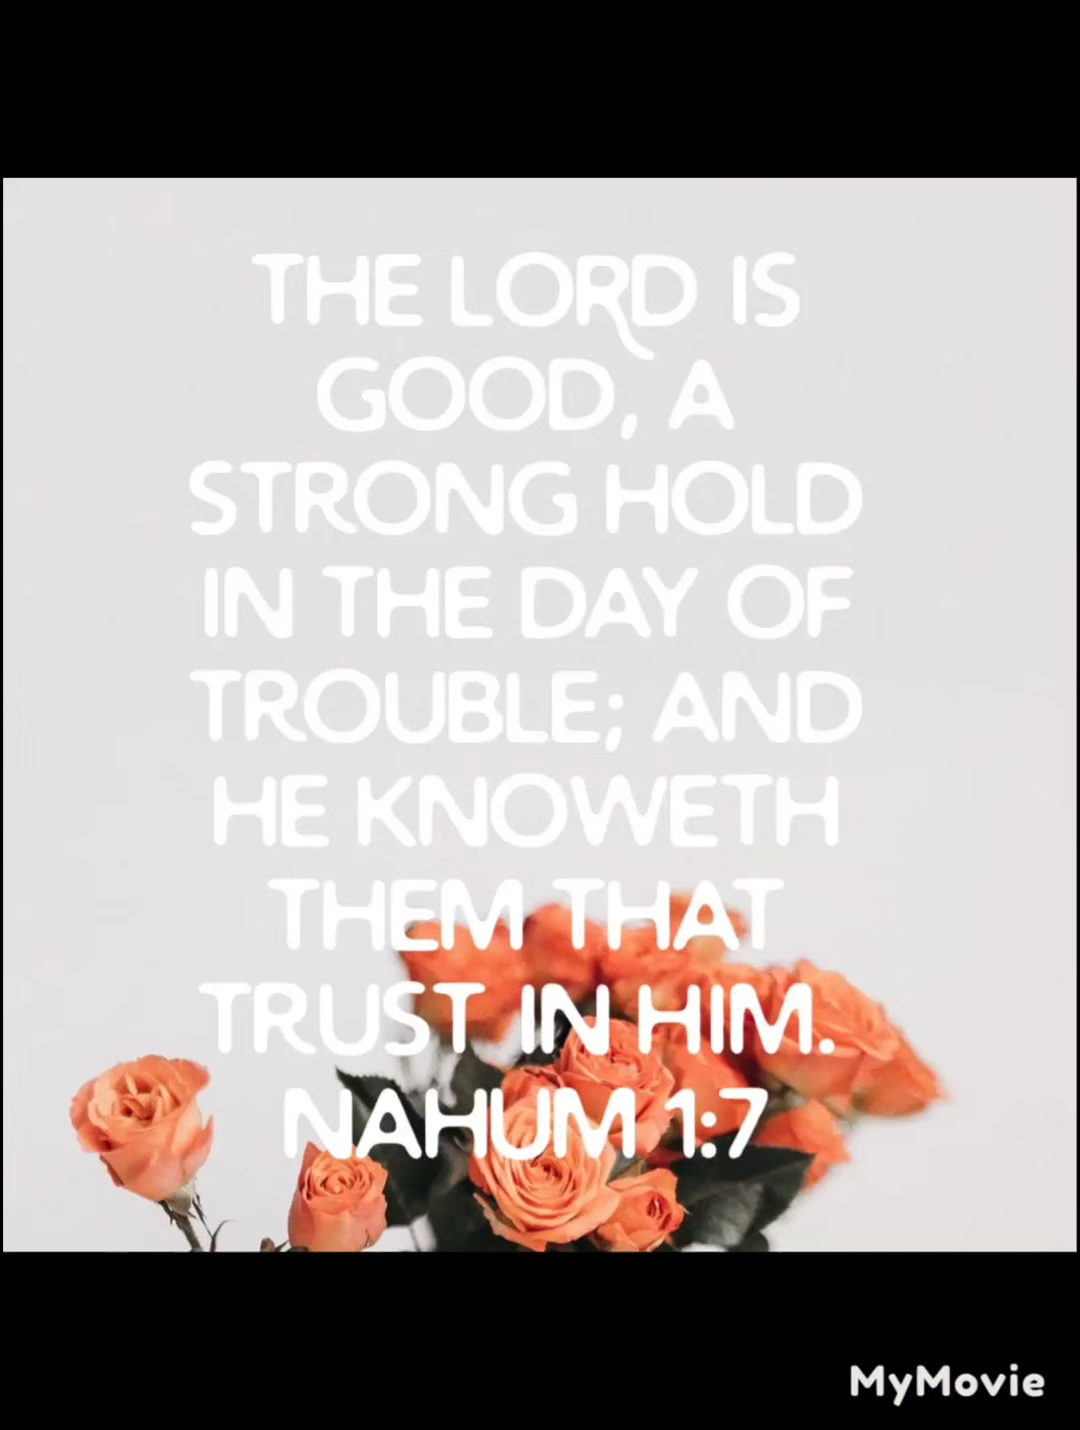 THE LORD IS
GOOD, A
STRONG HOLD
IN THE DAY OF
TROUBLE; AND
HE KNOWETH
THEM THAT
TRUST IN HIM.
NAHUM 1:7
MyMovie